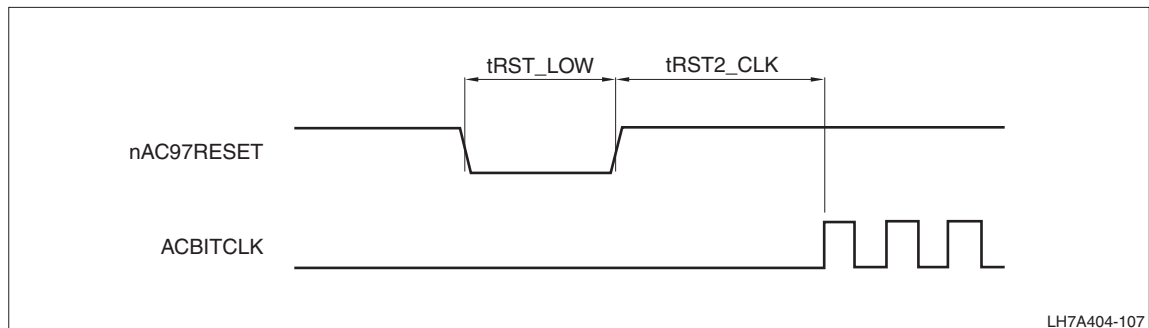 tRST_LOW
tRST2_CLK
nAC97RESET
ACBITCLK
LH7A404-107